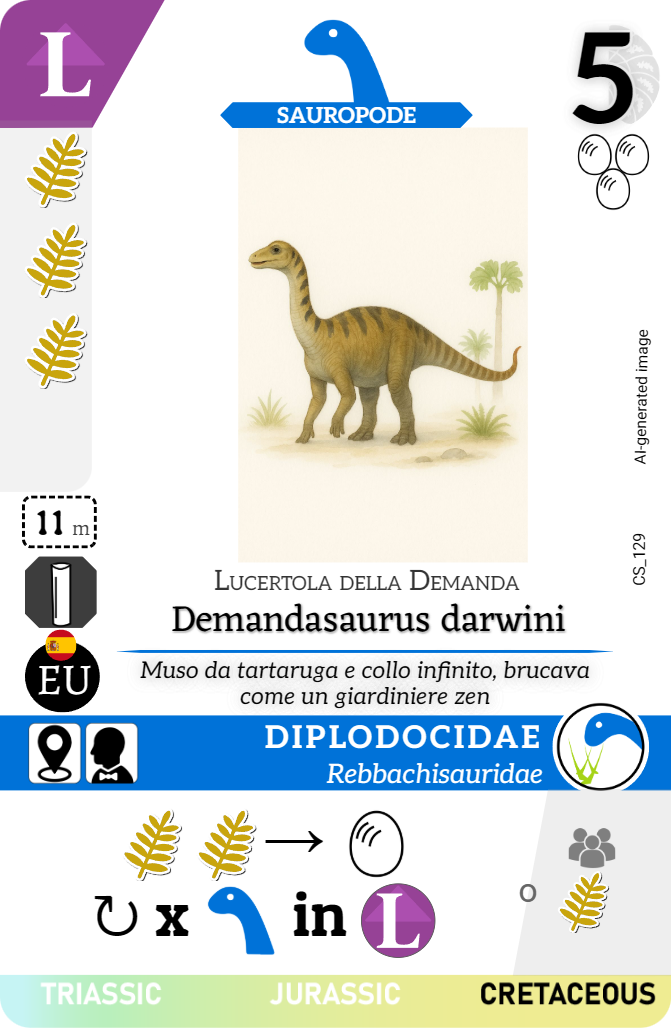 L
5
SAUROPODE
AI-generated image
11 m
CS_129
Lucertola della Demanda
Demandasaurus darwini
EU
Muso da tartaruga e collo infinito, brucava
come un giardiniere zen
DIPLODOCIDAE
Rebbachisauridae
x in L
o
TRIASSIC JURASSIC CRETACEOUS